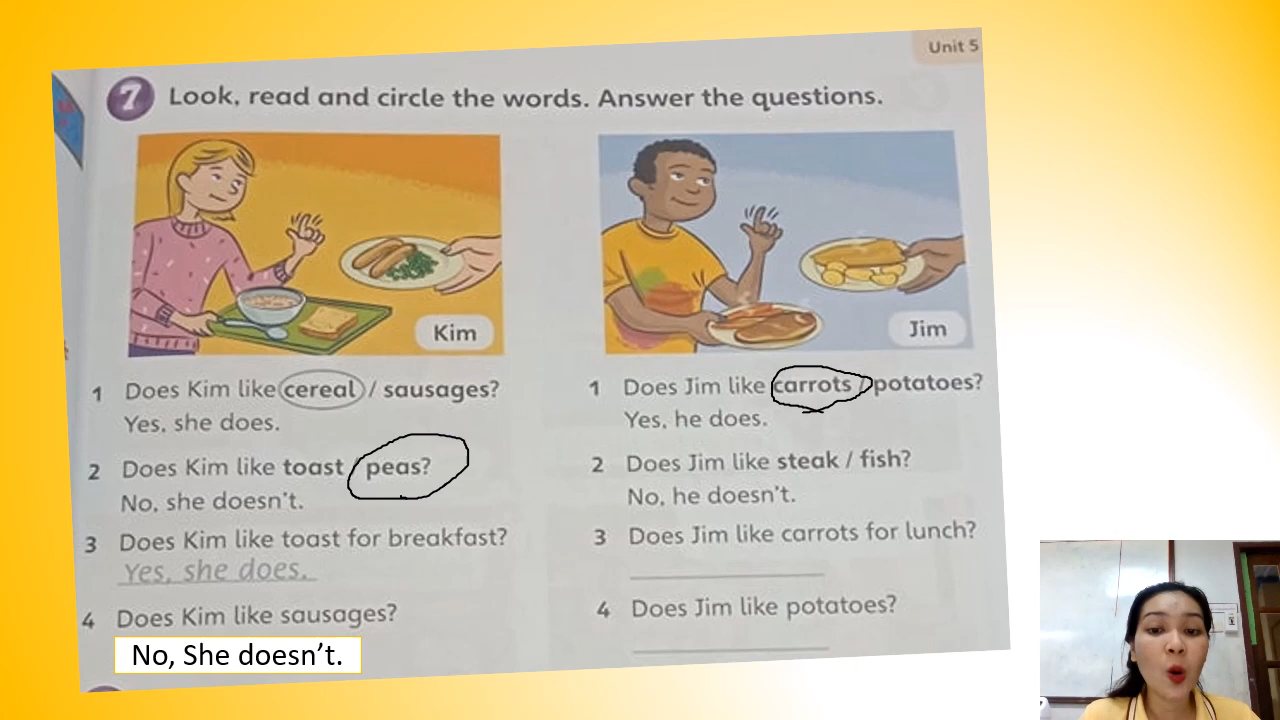 Unit 5
7 Look, read and circle the words. Answer the questions.
Kim
1 Does Kim like cereal / sausages?
Yes, she does.
2 Does Kim like toast / peas?
No, she doesn't.
3 Does Kim like toast for breakfast?
Yes, she does.
4 Does Kim like sausages?
No, She doesn't.
Jim
1 Does Jim like carrots / potatoes?
Yes, he does.
2 Does Jim like steak / fish?
No, he doesn't.
3 Does Jim like carrots for lunch?
4 Does Jim like potatoes?